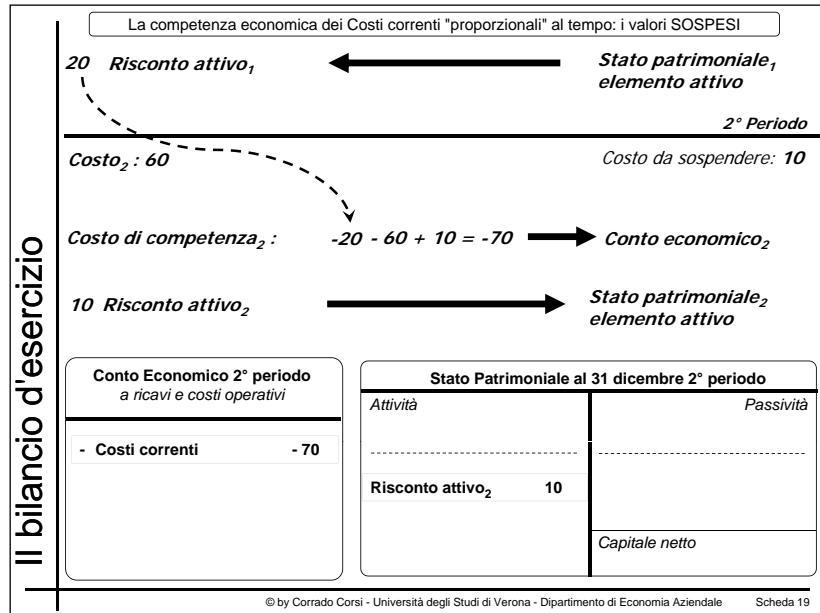 La competenza economica dei Costi correnti "proporzionali" al tempo: i valori SOSPESI
20 Risconto attivo1
Stato patrimoniale1
elemento attivo
2° Periodo
Costo2 : 60
Costo da sospendere: 10
Costo di competenza2 : -20 - 60 + 10 = -70
Conto economico2
10 Risconto attivo2
Stato patrimoniale2
elemento attivo
Il bilancio d'esercizio
Conto Economico 2° periodo
a ricavi e costi operativi
- Costi correnti - 70
Stato Patrimoniale al 31 dicembre 2° periodo
Attività Passività
Risconto attivo2 10
Capitale netto
© by Corrado Corsi - Università degli Studi di Verona - Dipartimento di Economia Aziendale Scheda 19